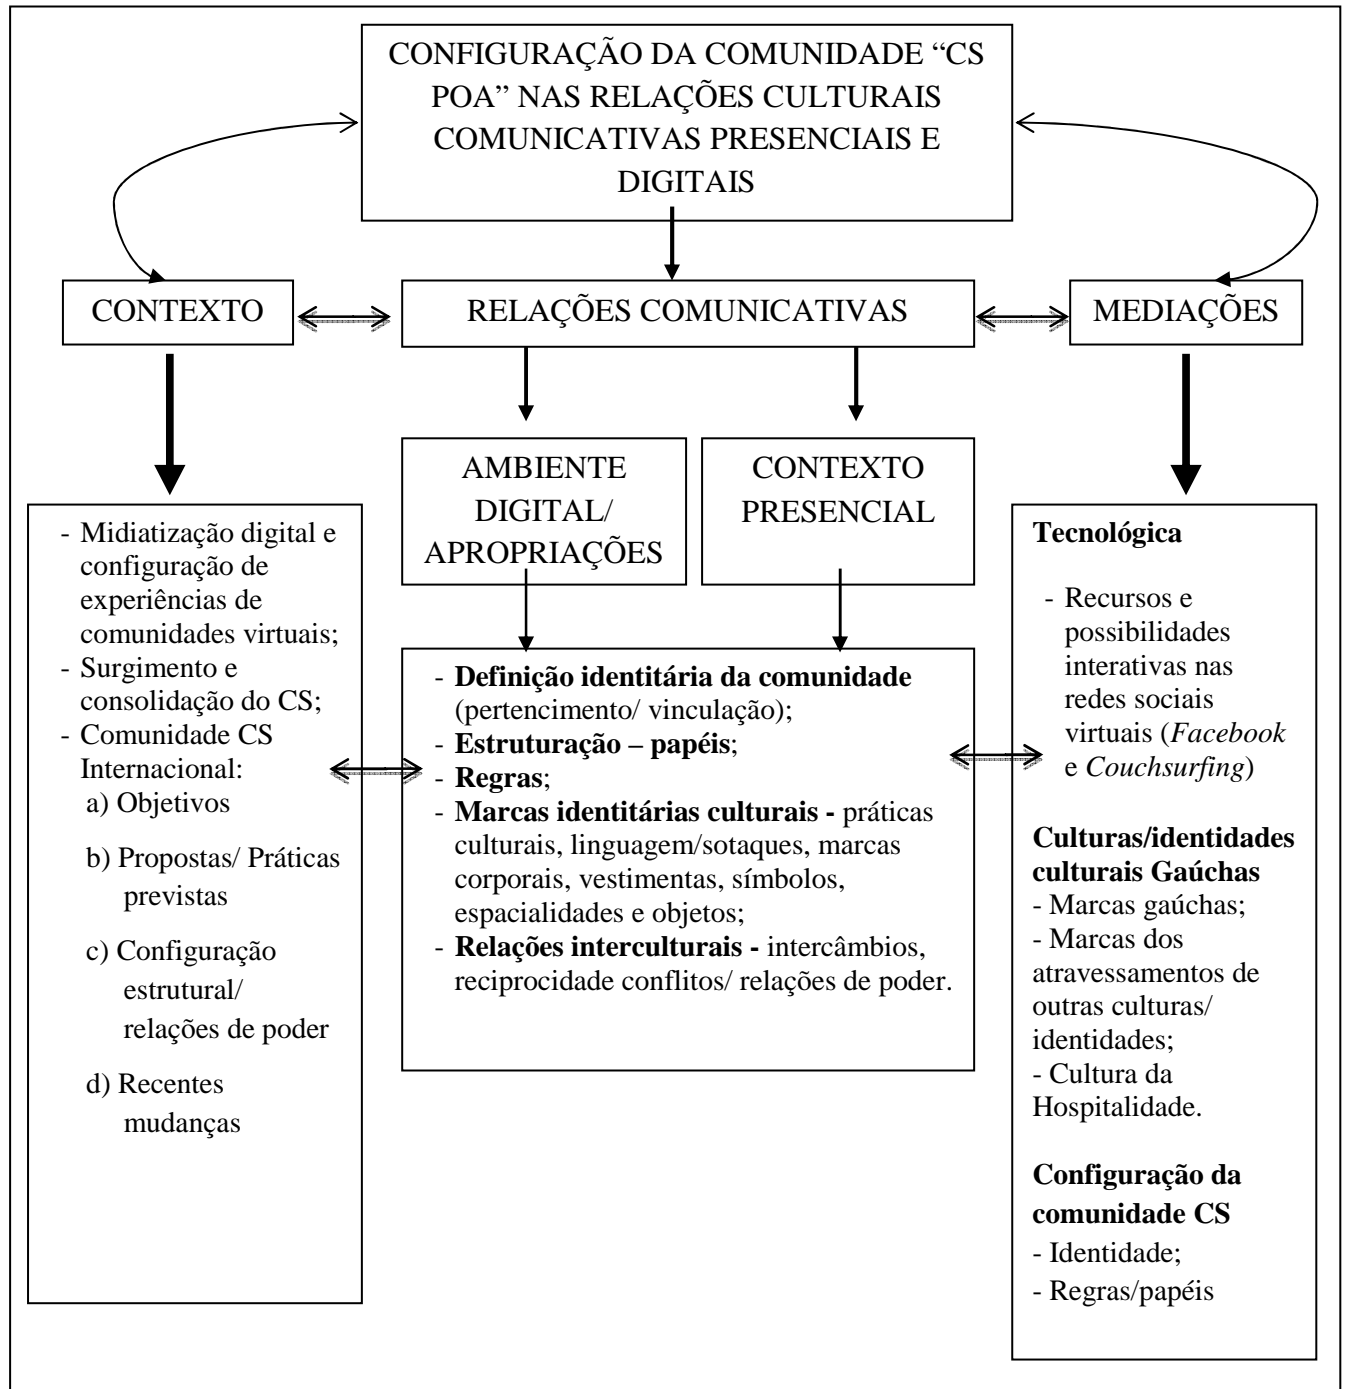 CONFIGURAÇÃO DA COMUNIDADE “CS
POA” NAS RELAÇÕES CULTURAIS
COMUNICATIVAS PRESENCIAIS E
DIGITAIS
CONTEXTO
RELAÇÕES COMUNICATIVAS
MEDIAÇÕES
AMBIENTE
DIGITAL/
APROPRIAÇÕES
CONTEXTO
PRESENCIAL
- Midiatização digital e
configuração de
experiências de
comunidades virtuais;
- Surgimento e
consolidação do CS;
- Comunidade CS
Internacional:
a) Objetivos
b) Propostas/ Práticas
previstas
c) Configuração
estrutural/
relações de poder
d) Recentes
mudanças
- Definição identitária da comunidade
(pertencimento/ vinculação);
- Estruturação – papéis;
- Regras;
- Marcas identitárias culturais - práticas
culturais, linguagem/sotaques, marcas
corporais, vestimentas, símbolos,
espacialidades e objetos;
- Relações interculturais - intercâmbios,
reciprocidade conflitos/ relações de poder.
Tecnológica
- Recursos e
possibilidades
interativas nas
redes sociais
virtuais (Facebook
e Couchsurfing)
Culturas/identidades
culturais Gaúchas
- Marcas gaúchas;
- Marcas dos
atravessamentos de
outras culturas/
identidades;
- Cultura da
Hospitalidade.
Configuração da
comunidade CS
- Identidade;
- Regras/papéis